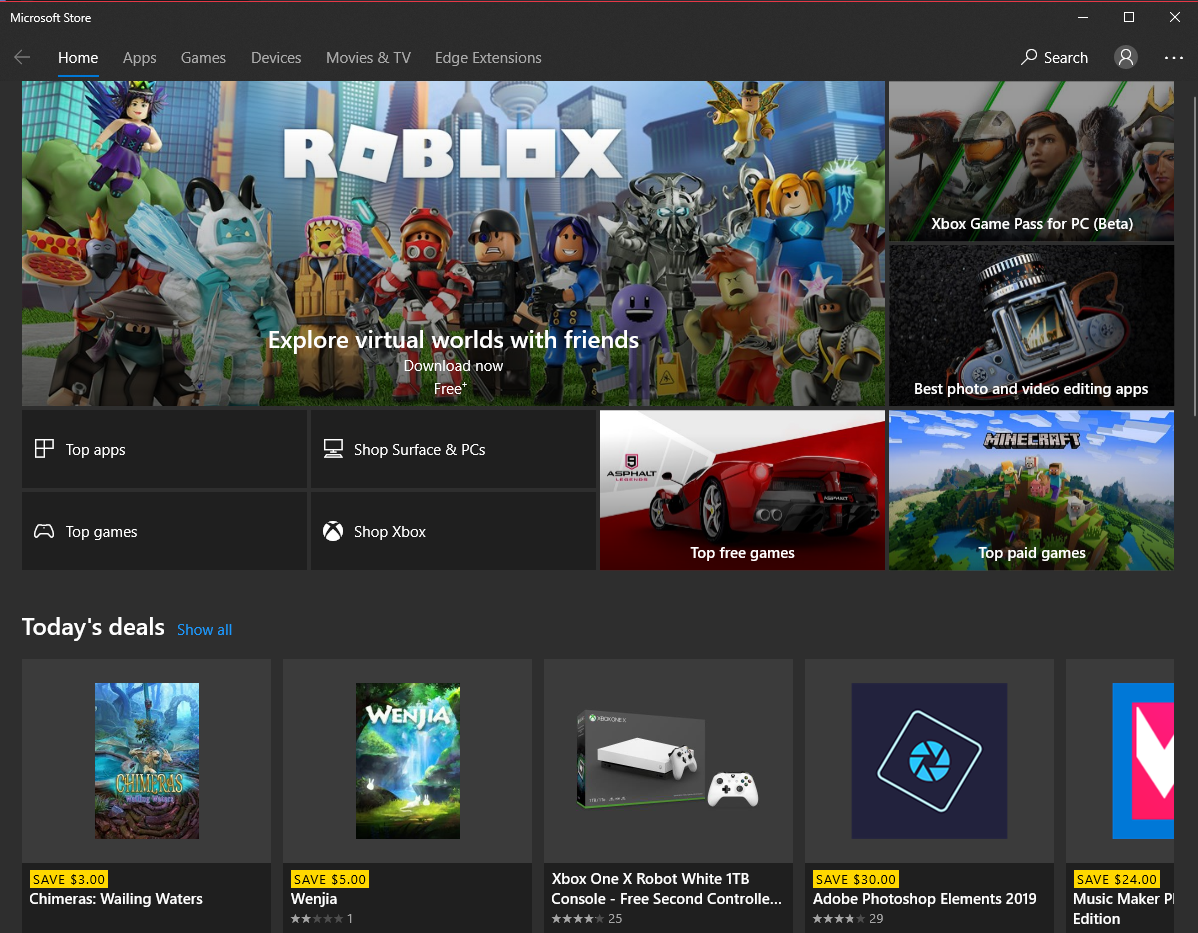 Microsoft Store
Home
Apps
Games
Devices
Movies & TV
Edge Extensions
Search
ROBLOX
Explore virtual worlds with friends
Download now
Free+
Xbox Game Pass for PC (Beta)
Best photo and video editing apps
Top apps
Shop Surface & PCs
Top games
Shop Xbox
9
ASPHALT
LEGENDS
ASPHALT
Top free games
MINECRAFT
Top paid games
Today's deals
Show all
CHIMERAS
Wailing Waters
SAVE $3.00
Chimeras: Wailing Waters
WENJIA
SAVE $5.00
Wenjia
1
XBOX ONE X
Xbox One X Robot White 1TB
Console - Free Second Controlle...
25
SAVE $30.00
Adobe Photoshop Elements 2019
29
SAVE $24.00
Music Maker Pl
Edition